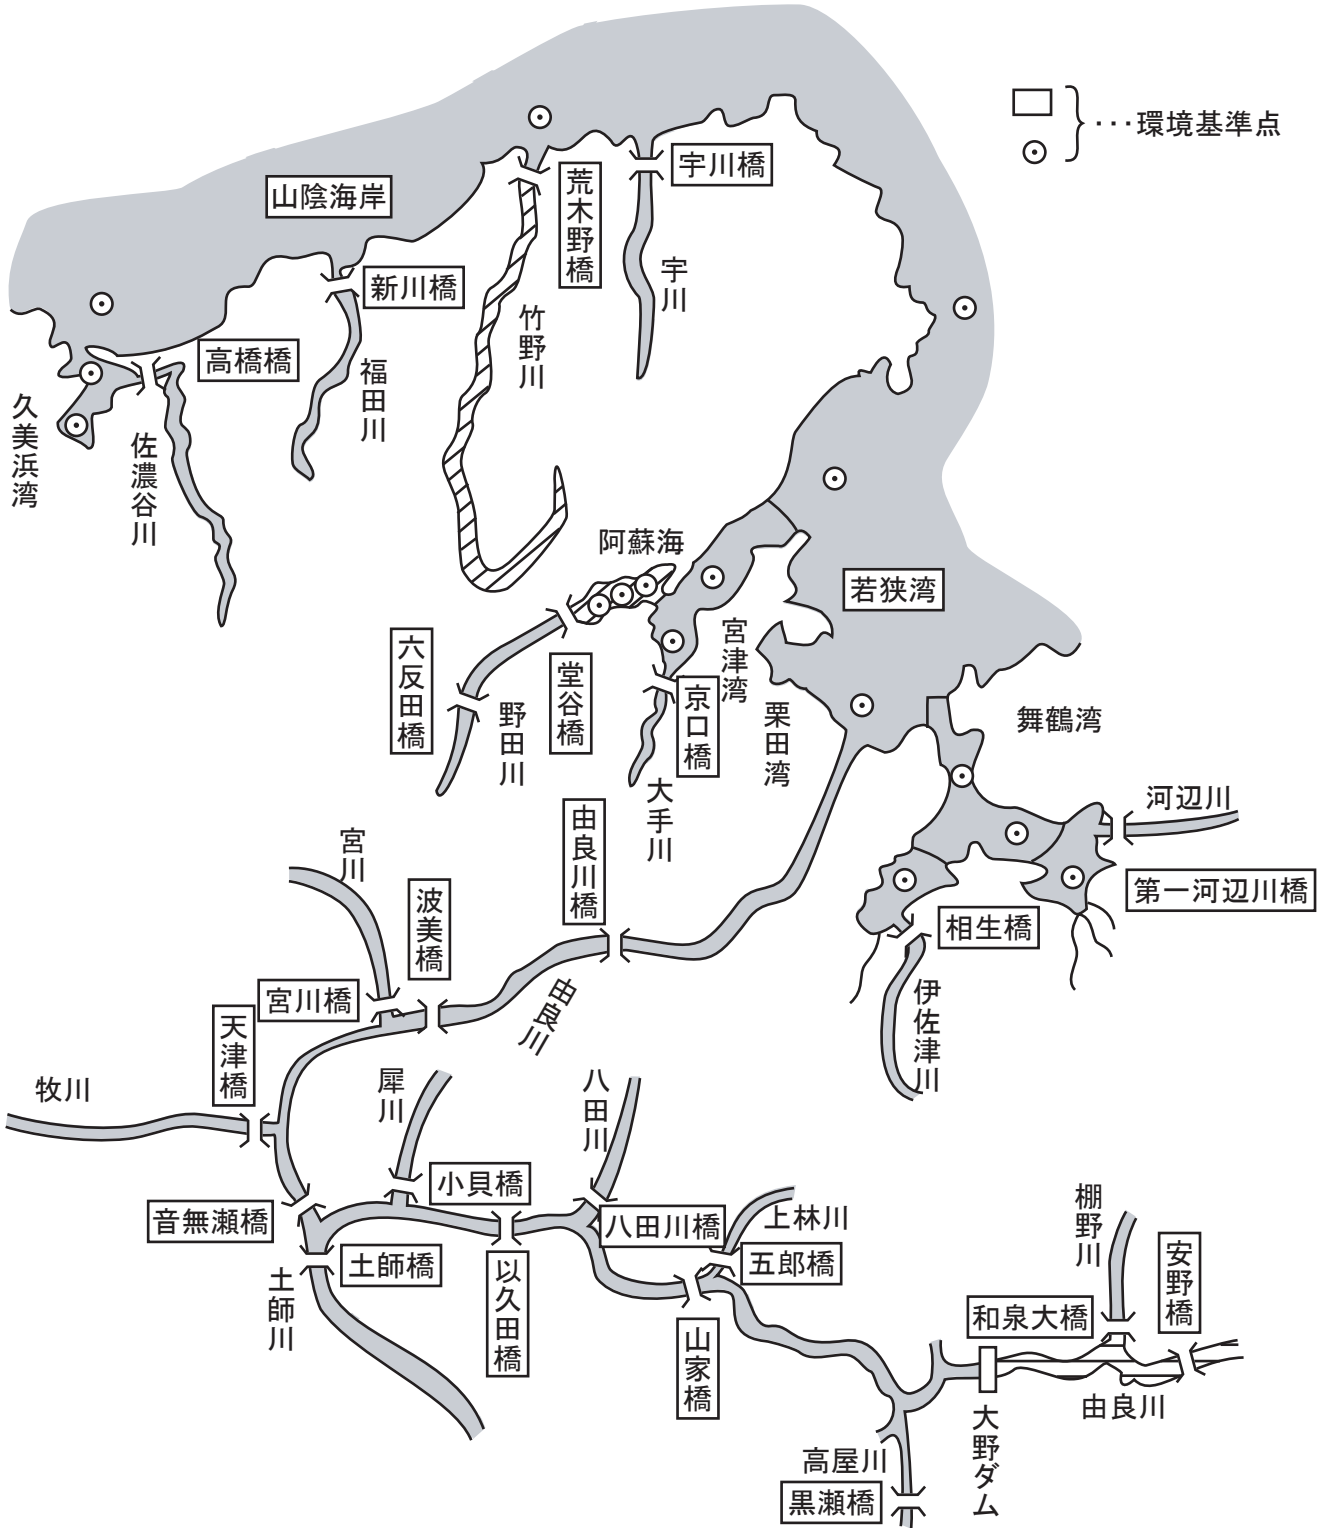 …環境基準点
山陰海岸
荒木野橋
宇川橋
宇川
新川橋
竹野川
高橋橋
福田川
久美浜湾
佐濃谷川
阿蘇海
若狭湾
六反田橋
堂谷橋
宮津湾
京口橋
栗田湾
野田川
舞鶴湾
大手川
河辺川
由良川橋
宮川
波美橋
第一河辺川橋
相生橋
宮川橋
由良川
伊佐津川
天津橋
牧川
犀川
八田川
小貝橋
音無瀬橋
八田川橋
上林川
棚野川
土師橋
五郎橋
安野橋
土師川
以久田橋
和泉大橋
山家橋
由良川
大野ダム
高屋川
黒瀬橋